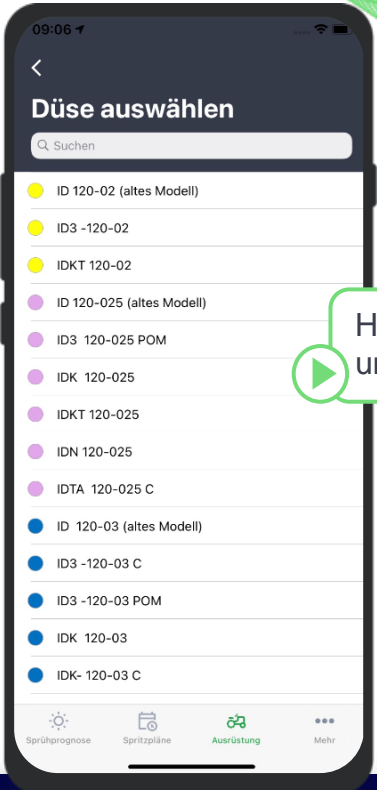 09:06
Düse auswählen
Suchen
ID 120-02 (altes Modell)
ID3 -120-02
IDKT 120-02
ID 120-025 (altes Modell)
ID3  120-025 POM
IDK  120-025
IDKT 120-025
IDN 120-025
IDTA  120-025 C
ID  120-03 (altes Modell)
ID3 -120-03 C
ID3 -120-03 POM
IDK  120-03
IDK- 120-03 C
Sprühprognose Spritzpläne Ausrüstung Mehr